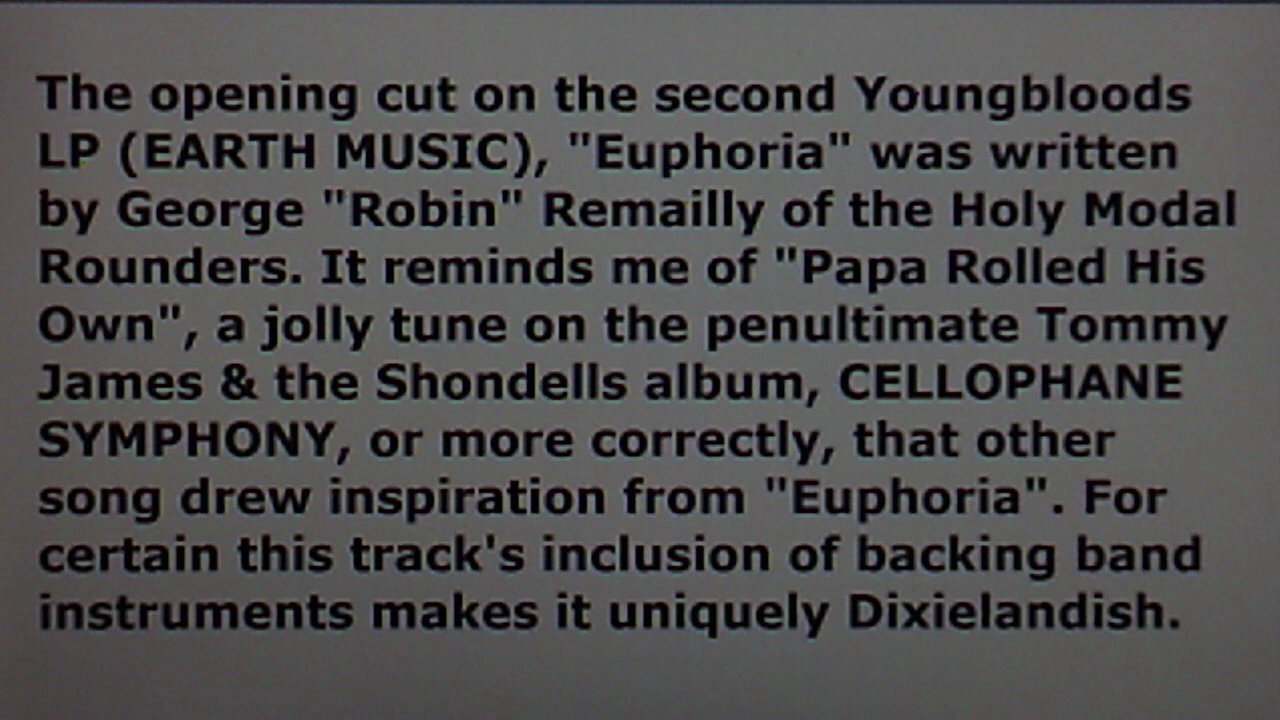 The opening cut on the second Youngbloods
LP (EARTH MUSIC), "Euphoria" was written
by George "Robin" Remailly of the Holy Modal
Rounders. It reminds me of "Papa Rolled His
Own", a jolly tune on the penultimate Tommy
James & the Shondells album, CELLOPHANE
SYMPHONY, or more correctly, that other
song drew inspiration from "Euphoria". For
certain this track's inclusion of backing band
instruments makes it uniquely Dixielandish.